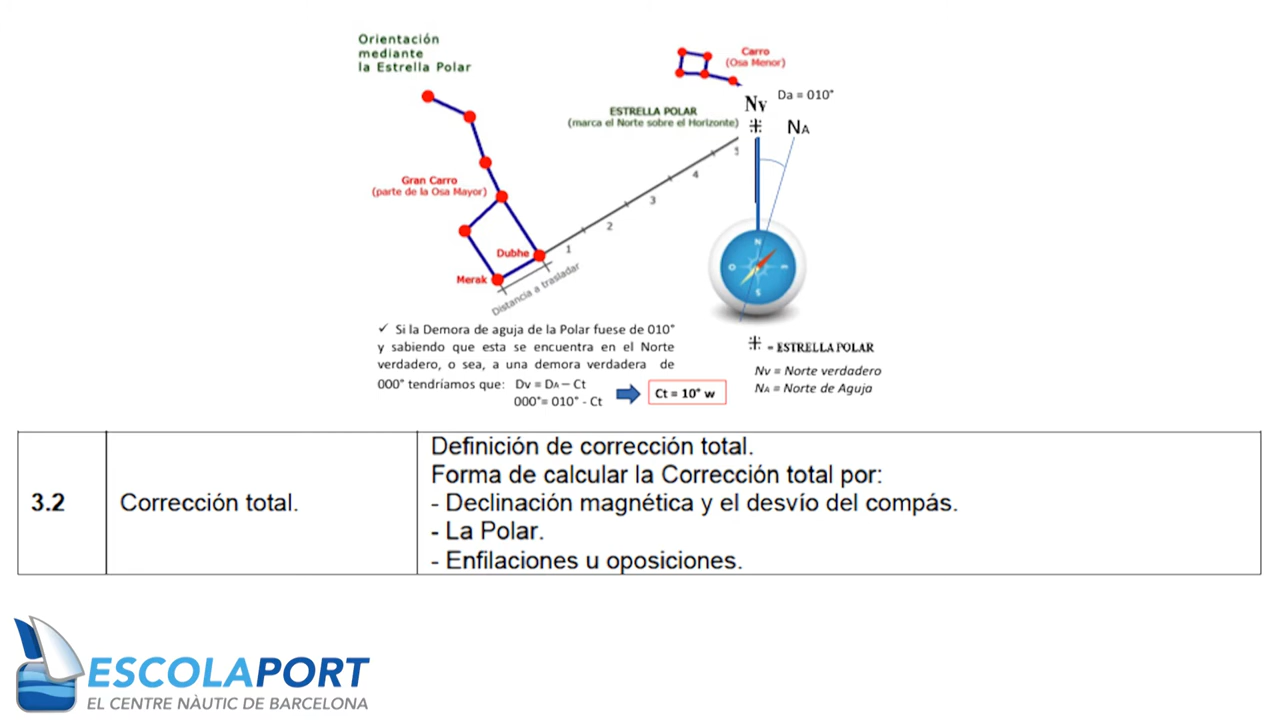 Orientación
mediante
la Estrella Polar
Carro
(Osa Menor)
Nv
Da = 010°
ESTRELLA POLAR
(marca el Norte sobre el Horizonte)
NA
5
4
3
2
1
Gran Carro
(parte de la Osa Mayor)
Dubhe
Merak
Distancia a trasladar
N
O
E
S
✓ Si la Demora de aguja de la Polar fuese de 010°
y sabiendo que esta se encuentra en el Norte
verdadero, o sea, a una demora verdadera de
000° tendríamos que: Dv = DA – Ct
000°= 010° - Ct
Ct = 10° w
= ESTRELLA POLAR
Nv = Norte verdadero
NA = Norte de Aguja
3.2
Corrección total.
Definición de corrección total.
Forma de calcular la Corrección total por:
- Declinación magnética y el desvío del compás.
- La Polar.
- Enfilaciones u oposiciones.
ESCOLAPORT
EL CENTRE NÀUTIC DE BARCELONA